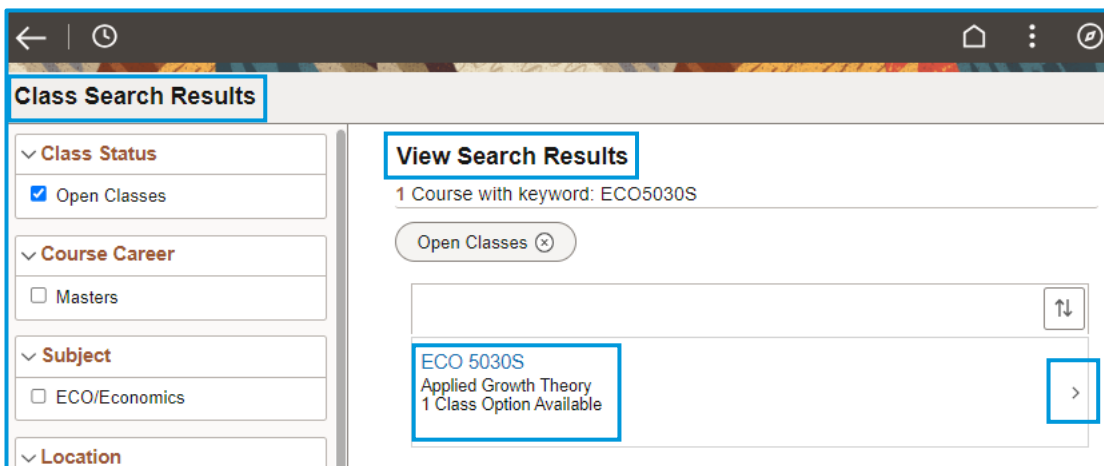 Class Search Results
Class Status
Open Classes
Course Career
Masters
Subject
ECO/Economics
Location
View Search Results
1 Course with keyword: ECO5030S
Open Classes
ECO 5030S
Applied Growth Theory
1 Class Option Available